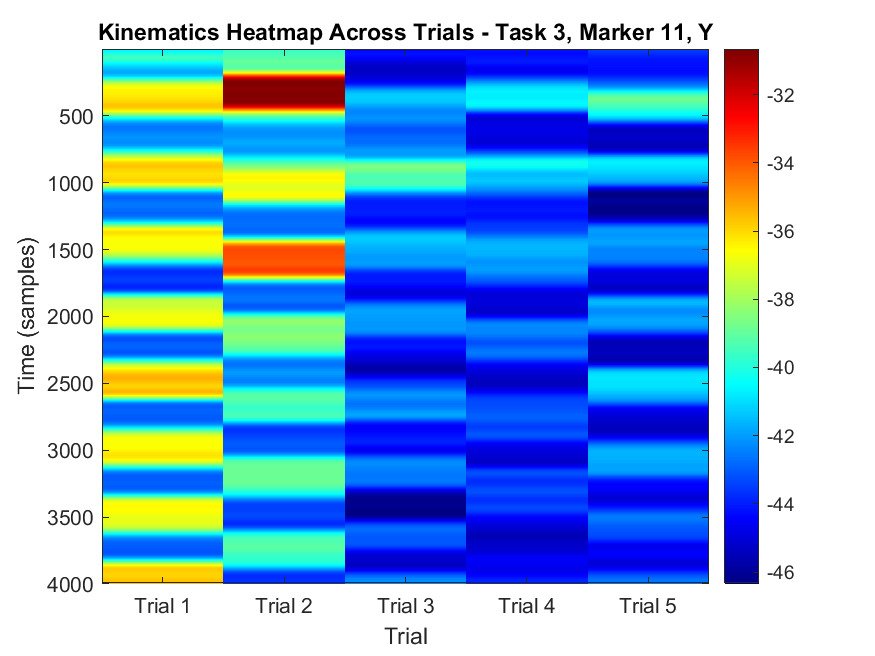 Kinematics Heatmap Across Trials - Task 3, Marker 11, Y
500
1000
1500
2000
2500
3000
3500
4000
Time (samples)
Trial 1
Trial 2
Trial 3
Trial 4
Trial 5
Trial
-32
-34
-36
-38
-40
-42
-44
-46